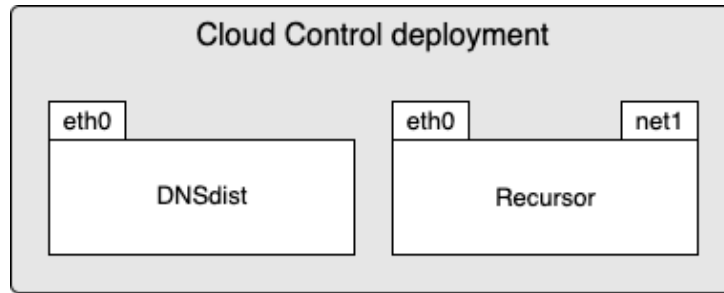 Cloud Control deployment
eth0
eth0
net1
DNSdist
Recursor